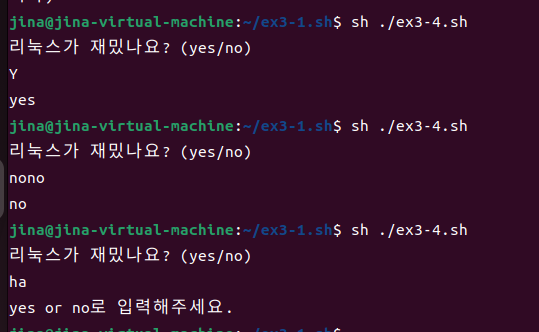 jina@jina-virtual-machine:~/ex3-1.sh$ sh ./ex3-4.sh
리눅스가 재밌나요? (yes/no)
Y
yes
jina@jina-virtual-machine:~/ex3-1.sh$ sh ./ex3-4.sh
리눅스가 재밌나요? (yes/no)
nono
no
jina@jina-virtual-machine:~/ex3-1.sh$ sh ./ex3-4.sh
리눅스가 재밌나요? (yes/no)
ha
yes or no로 입력해주세요.